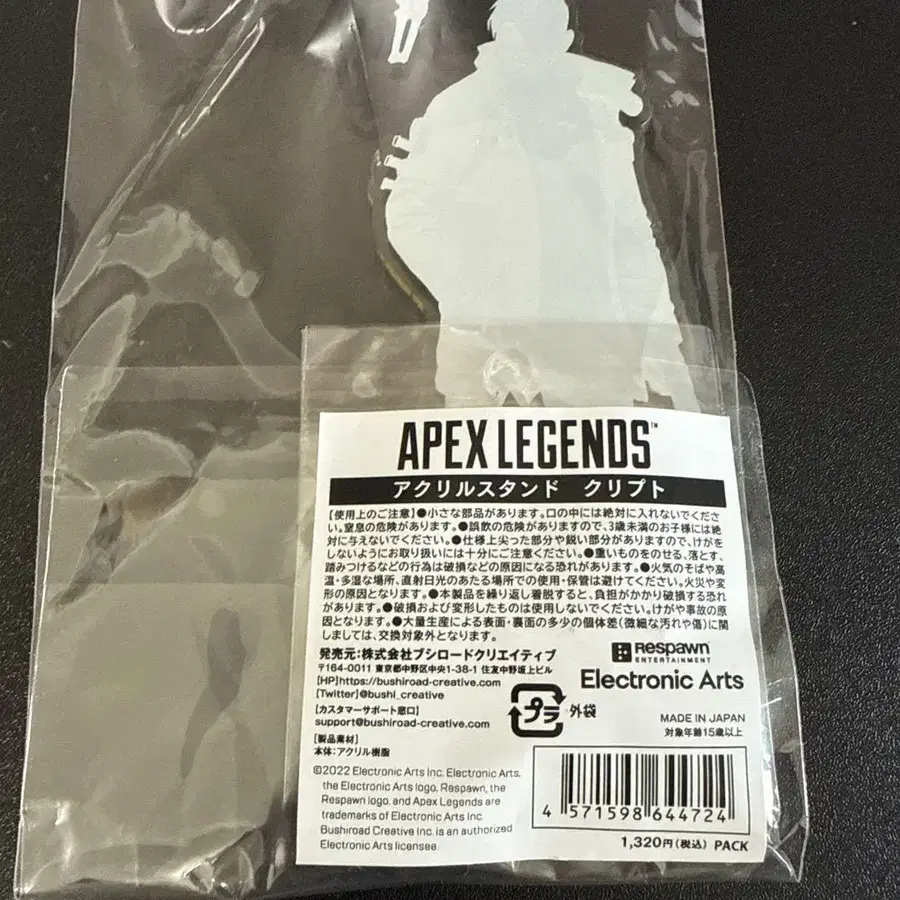 APEX LEGENDS™
アクリルスタンド クリプト
【使用上のご注意】●小さな部品があります。口の中には絶対に入れないでくださ
い。窒息の危険があります。●誤飲の危険がありますので、3歳未満のお子様には絶
対に与えないでください。●仕様上尖った部分や鋭い部分がありますので、けがを
しないようにお取り扱いには十分にご注意ください。●重いものをのせる、落とす、
踏みつけるなどの行為は破損などの原因になる恐れがあります。●火気のそばや高
温・多湿な場所、直射日光のあたる場所での使用・保管は避けてください。火災や変
形の原因となります。●本製品を繰り返し着脱すると、負担がかかり破損する恐れ
があります。●破損および変形したものは使用しないでください。けがや事故の原
因となります。●大量生産による表面・裏面の多少の個体差(微細な汚れや傷)に関
しましては、交換対象外となります。
発売元:株式会社ブシロードクリエイティブ
〒164-0011 東京都中野区中央1-38-1 住友中野坂上ビル
[HP]https://bushiroad-creative.com
[Twitter]@bushi_creative
【カスタマーサポート窓口】
support@bushiroad-creative.com
【製品素材】
本体:アクリル樹脂
©2022 Electronic Arts Inc. Electronic Arts,
the Electronic Arts logo, Respawn, the
Respawn logo, and Apex Legends are
trademarks of Electronic Arts Inc.
Bushiroad Creative Inc. is an authorized
Electronic Arts licensee.
RESPAWN
ENTERTAINMENT
Electronic Arts
プラ 外袋
MADE IN JAPAN
対象年齢15歳以上
4 571598 644724
1,320円(税込) PACK